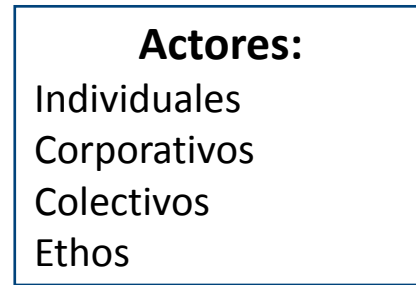 Actores:
Individuales
Corporativos
Colectivos
Ethos